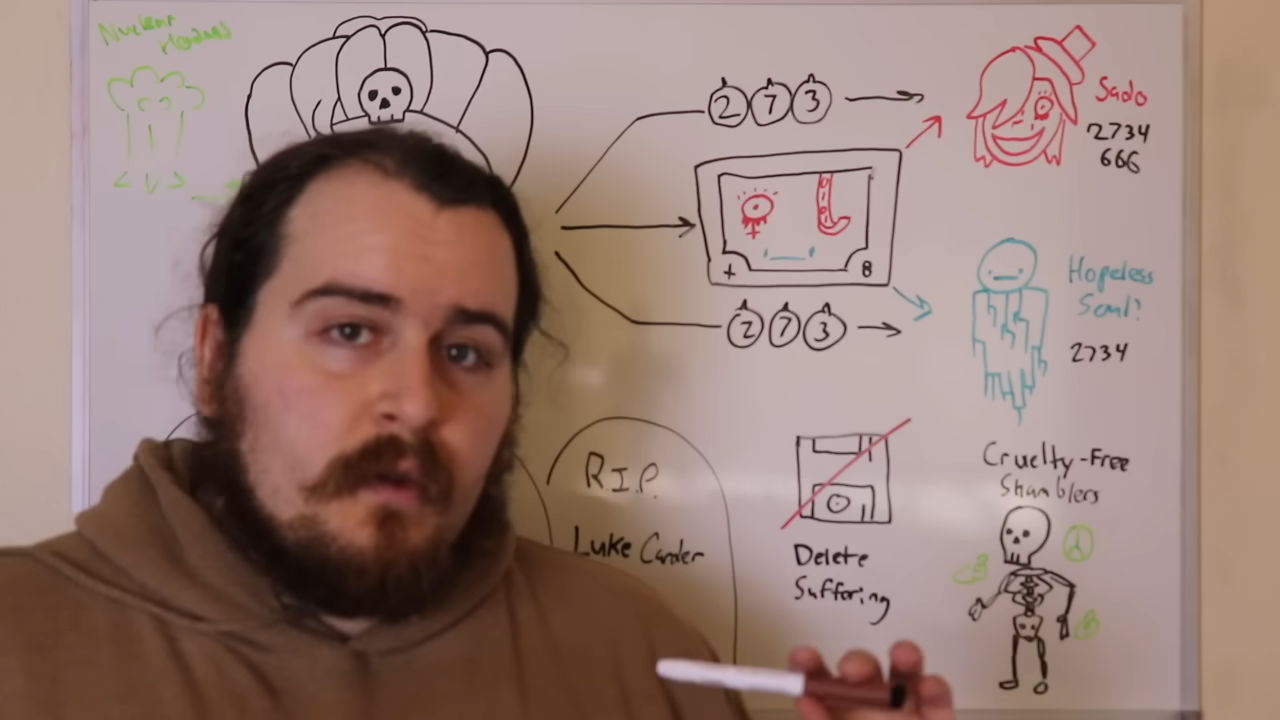 Nuclear
Headaus
2 7 3
Sado
2734
666
+ 8
Hopeless
Soul?
2734
2 7 3
R.I.P.
Luke Carder
Delete
Suffering
Cruelty-Free
Shamblers